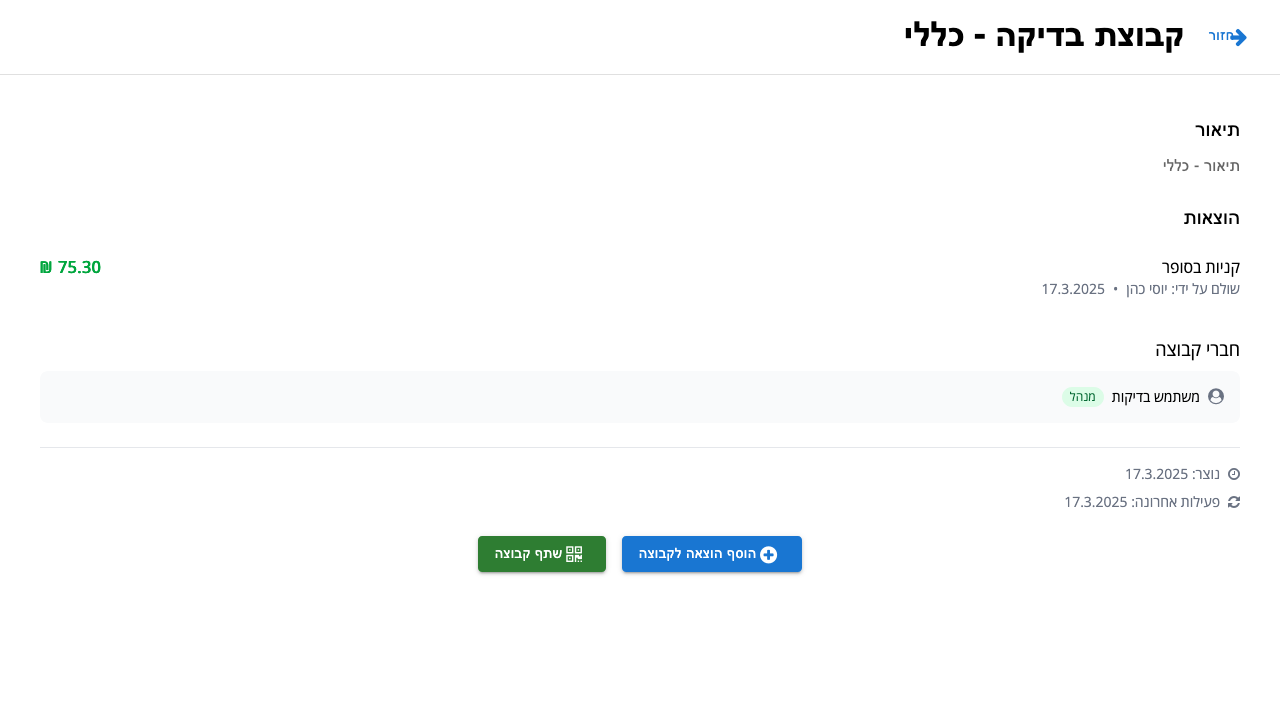 חזור
קבוצת בדיקה - כללי
תיאור
תיאור - כללי
הוצאות
קניות בסופר
75.30 ₪
שולם על ידי: יוסי כהן • 17.3.2025
חברי קבוצה
משתמש בדיקות מנהל
נוצר: 17.3.2025
פעילות אחרונה: 17.3.2025
הוסף הוצאה לקבוצה
שתף קבוצה